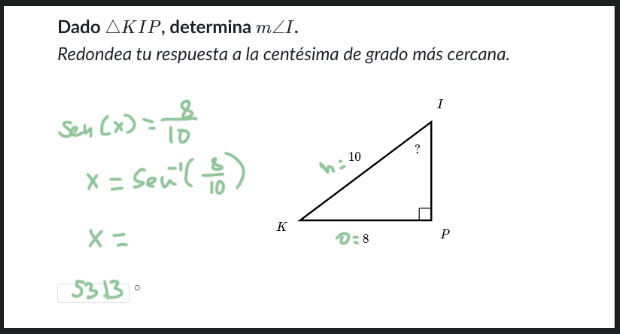 Dado △KIP, determina m∠I.
Redondea tu respuesta a la centésima de grado más cercana.
Sen(x) = 8/10
x = Sen⁻¹(8/10)
x =
53.13 °
I
?
h = 10
K
P
O = 8